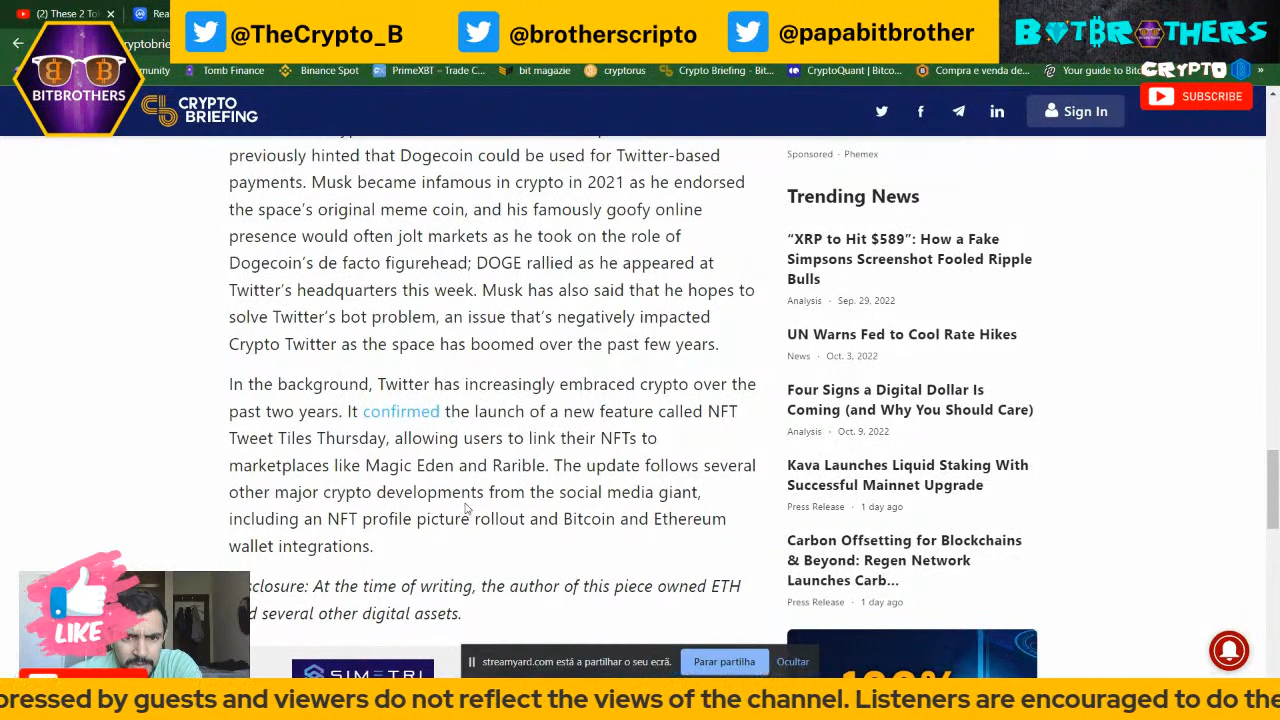 (2) These 2 To
Rea
@TheCrypto_B
@brotherscripto
@papabitbrother
BOTBROTHERS
CRYPTO
SUBSCRIBE
BITBROTHERS
ryptobrie
munity
Tomb Finance
Binance Spot
PrimeXBT – Trade C...
bit magazie
cryptorus
Crypto Briefing - Bit...
CryptoQuant | Bitco...
Compra e venda de...
Your guide to Bitc
»
CRYPTO
BRIEFING
Sign In
previously hinted that Dogecoin could be used for Twitter-based
payments. Musk became infamous in crypto in 2021 as he endorsed
the space’s original meme coin, and his famously goofy online
presence would often jolt markets as he took on the role of
Dogecoin’s de facto figurehead; DOGE rallied as he appeared at
Twitter’s headquarters this week. Musk has also said that he hopes to
solve Twitter’s bot problem, an issue that’s negatively impacted
Crypto Twitter as the space has boomed over the past few years.
In the background, Twitter has increasingly embraced crypto over the
past two years. It confirmed the launch of a new feature called NFT
Tweet Tiles Thursday, allowing users to link their NFTs to
marketplaces like Magic Eden and Rarible. The update follows several
other major crypto developments from the social media giant,
including an NFT profile picture rollout and Bitcoin and Ethereum
wallet integrations.
sclosure: At the time of writing, the author of this piece owned ETH
d several other digital assets.
Sponsored · Phemex
Trending News
“XRP to Hit $589”: How a Fake
Simpsons Screenshot Fooled Ripple
Bulls
Analysis · Sep. 29, 2022
UN Warns Fed to Cool Rate Hikes
News · Oct. 3, 2022
Four Signs a Digital Dollar Is
Coming (and Why You Should Care)
Analysis · Oct. 9, 2022
Kava Launches Liquid Staking With
Successful Mainnet Upgrade
Press Release · 1 day ago
Carbon Offsetting for Blockchains
& Beyond: Regen Network
Launches Carb...
Press Release · 1 day ago
LIKE
SIMETRI
streamyard.com está a partilhar o seu ecrã.
Parar partilha
Ocultar
pressed by guests and viewers do not reflect the views of the channel. Listeners are encouraged to do the